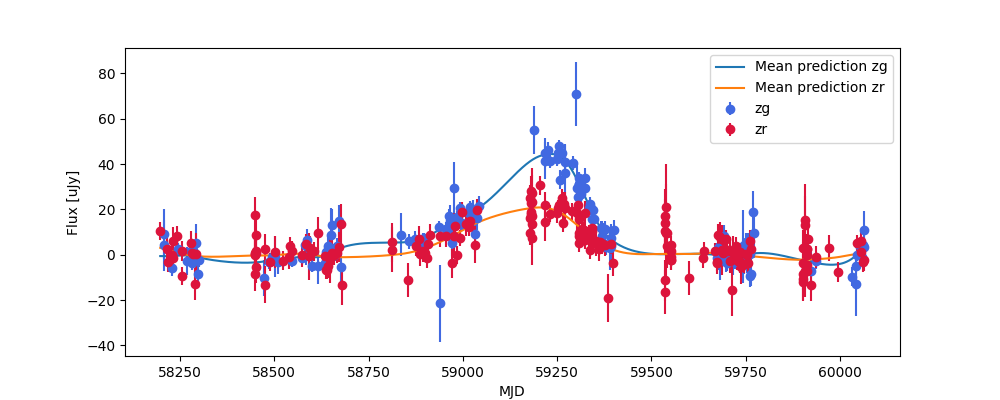 80
60
40
20
0
−20
−40
Flux [uJy]
58250
58500
58750
59000
59250
59500
59750
60000
MJD
Mean prediction zg
Mean prediction zr
zg
zr